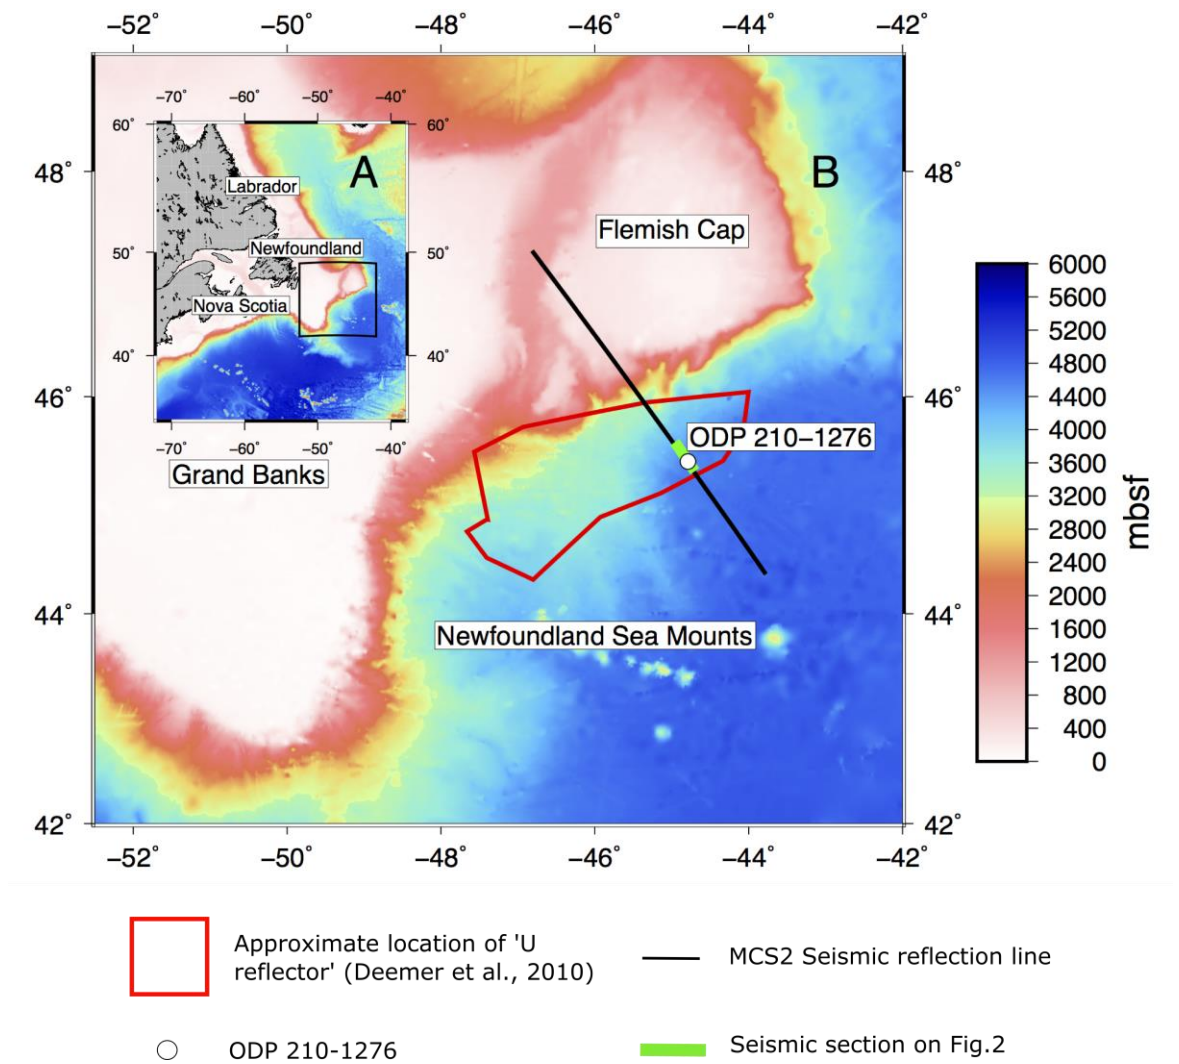 −52˚ −50˚ −48˚ −46˚ −44˚ −42˚
−70˚ −60˚ −50˚ −40˚
60˚ 60˚
A
B
48˚ 48˚
Labrador
Flemish Cap
Newfoundland
50˚ 50˚
Nova Scotia
40˚ 40˚
46˚ 46˚
−70˚ −60˚ −50˚ −40˚
ODP 210−1276
Grand Banks
44˚ 44˚
Newfoundland Sea Mounts
42˚ 42˚
−52˚ −50˚ −48˚ −46˚ −44˚ −42˚
6000
5600
5200
4800
4400
4000
3600
3200
2800
2400
2000
1600
1200
800
400
0
mbsf
Approximate location of 'U
reflector' (Deemer et al., 2010)
MCS2 Seismic reflection line
ODP 210-1276
Seismic section on Fig.2